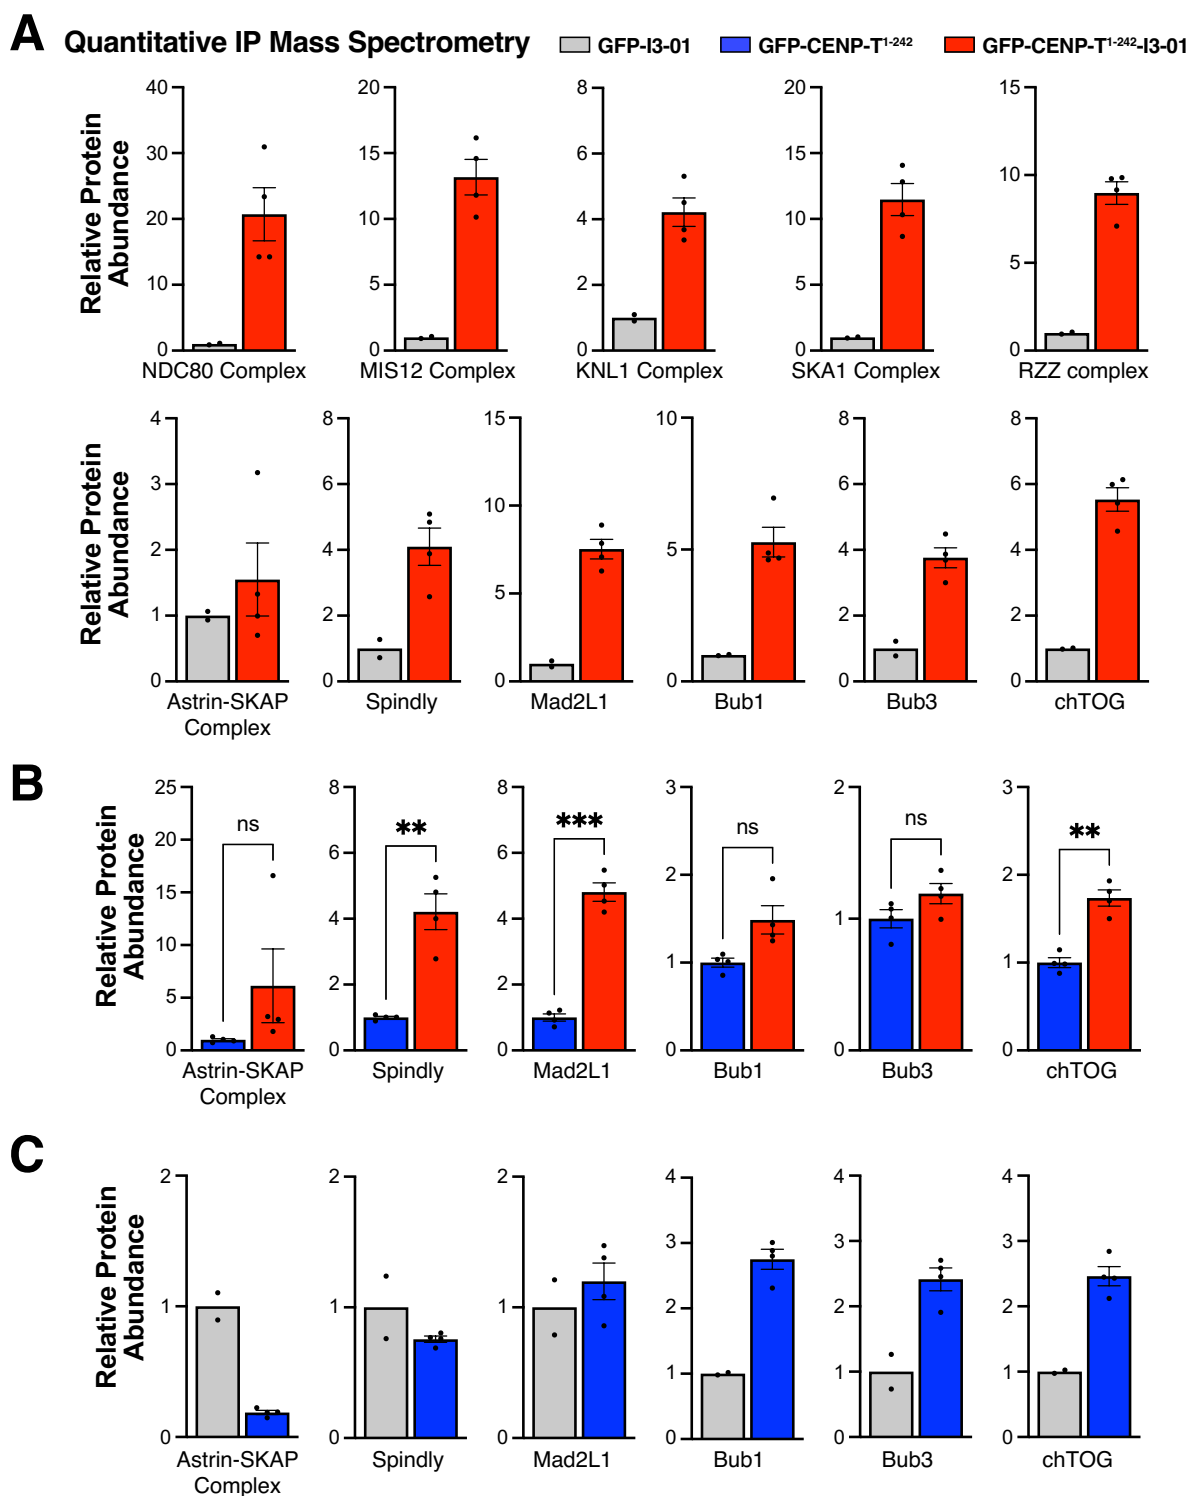 A Quantitative IP Mass Spectrometry GFP-I3-01 GFP-CENP-T1-242 GFP-CENP-T1-242-I3-01
Relative Protein
Abundance
40
30
20
10
0
NDC80 Complex
20
15
10
5
0
MIS12 Complex
8
6
4
2
0
KNL1 Complex
20
15
10
5
0
SKA1 Complex
15
10
5
0
RZZ complex
Relative Protein
Abundance
4
3
2
1
0
Astrin-SKAP
Complex
8
6
4
2
0
Spindly
15
10
5
0
Mad2L1
10
5
0
Bub1
8
6
4
2
0
Bub3
8
6
4
2
0
chTOG
B
Relative Protein
Abundance
25
20
15
10
5
0
ns
Astrin-SKAP
Complex
8
6
4
2
0
**
Spindly
8
6
4
2
0
***
Mad2L1
3
2
1
0
ns
Bub1
2
1
0
ns
Bub3
3
2
1
0
**
chTOG
C
Relative Protein
Abundance
2
1
0
Astrin-SKAP
Complex
2
1
0
Spindly
2
1
0
Mad2L1
4
3
2
1
0
Bub1
4
3
2
1
0
Bub3
4
3
2
1
0
chTOG